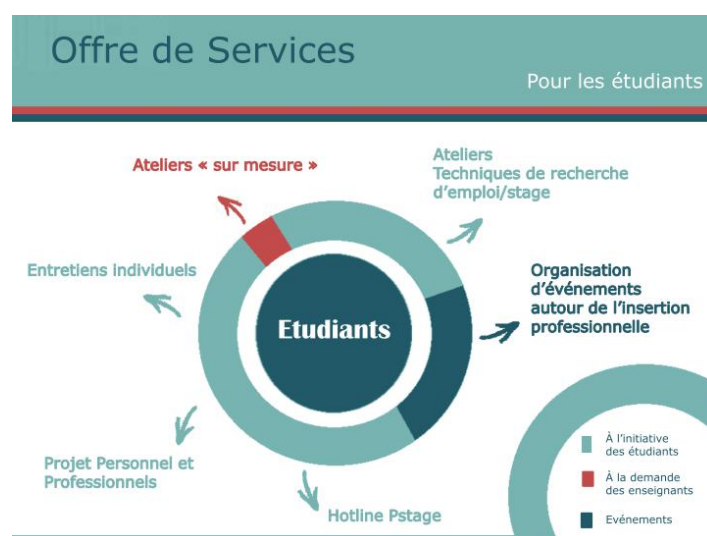 Offre de Services
Pour les étudiants
Ateliers « sur mesure »
Ateliers
Techniques de recherche
d'emploi/stage
Entretiens individuels
Organisation
d'événements
autour de l'insertion
professionnelle
Etudiants
Projet Personnel et
Professionnels
Hotline Pstage
À l'initiative
des étudiants
À la demande
des enseignants
Evénements